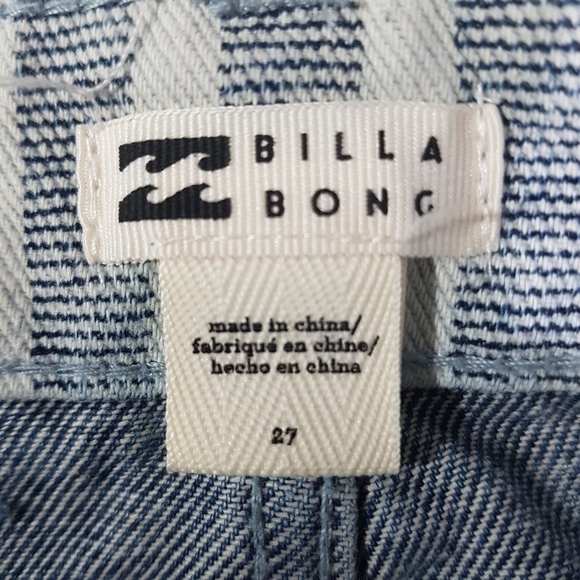 BILLA
BONG
made in china/
fabriqué en chine/
hecho en china
27